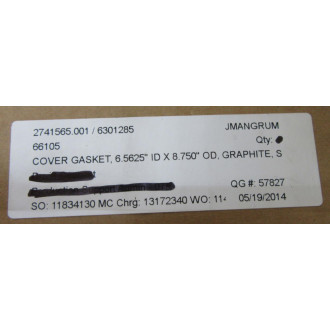 2741565.001 / 6301285 JMANGRUM
66105 Qty:
COVER GASKET, 6.5625" ID X 8.750" OD, GRAPHITE, S
QG #: 57827
SO: 11834130 MC Chrg: 13172340 WO: 05/19/2014